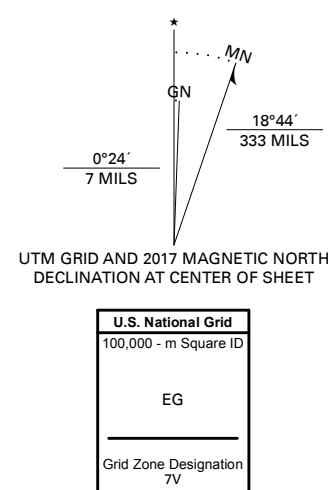 ★
MN
GN
18°44´
333 MILS
0°24´
7 MILS
UTM GRID AND 2017 MAGNETIC NORTH
DECLINATION AT CENTER OF SHEET
U.S. National Grid
100,000 - m Square ID
EG
Grid Zone Designation
7V